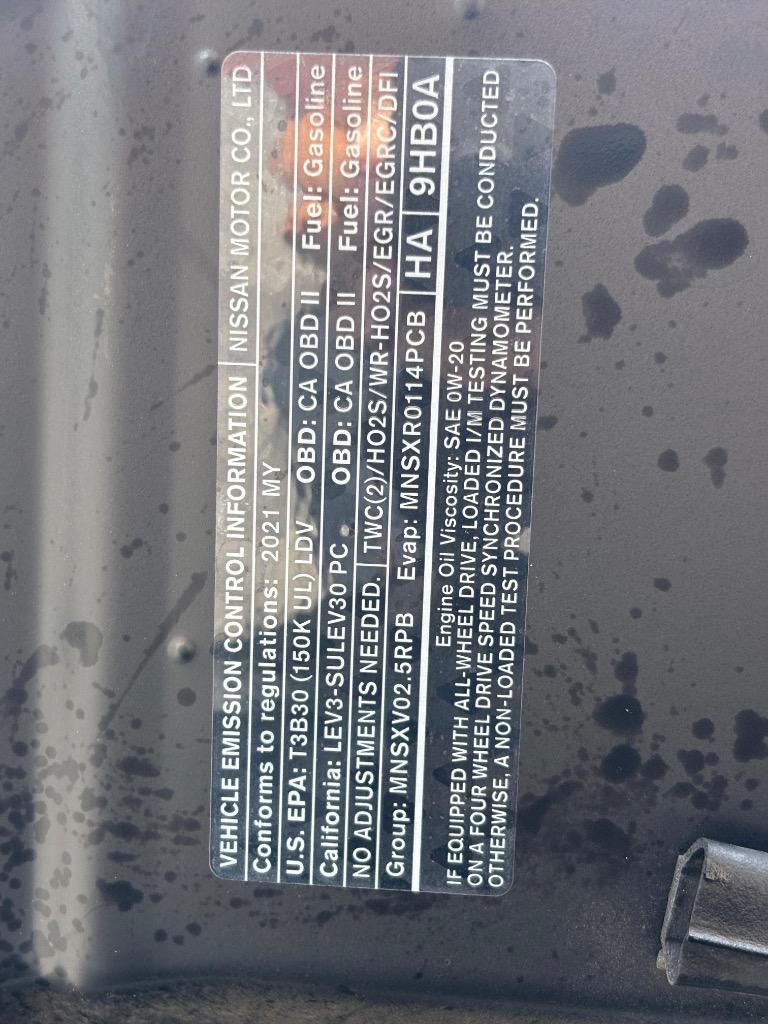 VEHICLE EMISSION CONTROL INFORMATION NISSAN MOTOR CO., LTD
Conforms to regulations: 2021 MY
U.S. EPA: T3B30 (150K UL) LDV OBD: CA OBD II Fuel: Gasoline
California: LEV3-SULEV30 PC OBD: CA OBD II Fuel: Gasoline
NO ADJUSTMENTS NEEDED. TWC(2)/HO2S/WR-HO2S/EGR/EGRC/DFI
Group: MNSXV02.5RPB Evap: MNSXR0114PCB HA 9HB0A
Engine Oil Viscosity: SAE 0W-20
IF EQUIPPED WITH ALL-WHEEL DRIVE, LOADED I/M TESTING MUST BE CONDUCTED
ON A FOUR WHEEL DRIVE SPEED SYNCHRONIZED DYNAMOMETER.
OTHERWISE, A NON-LOADED TEST PROCEDURE MUST BE PERFORMED.